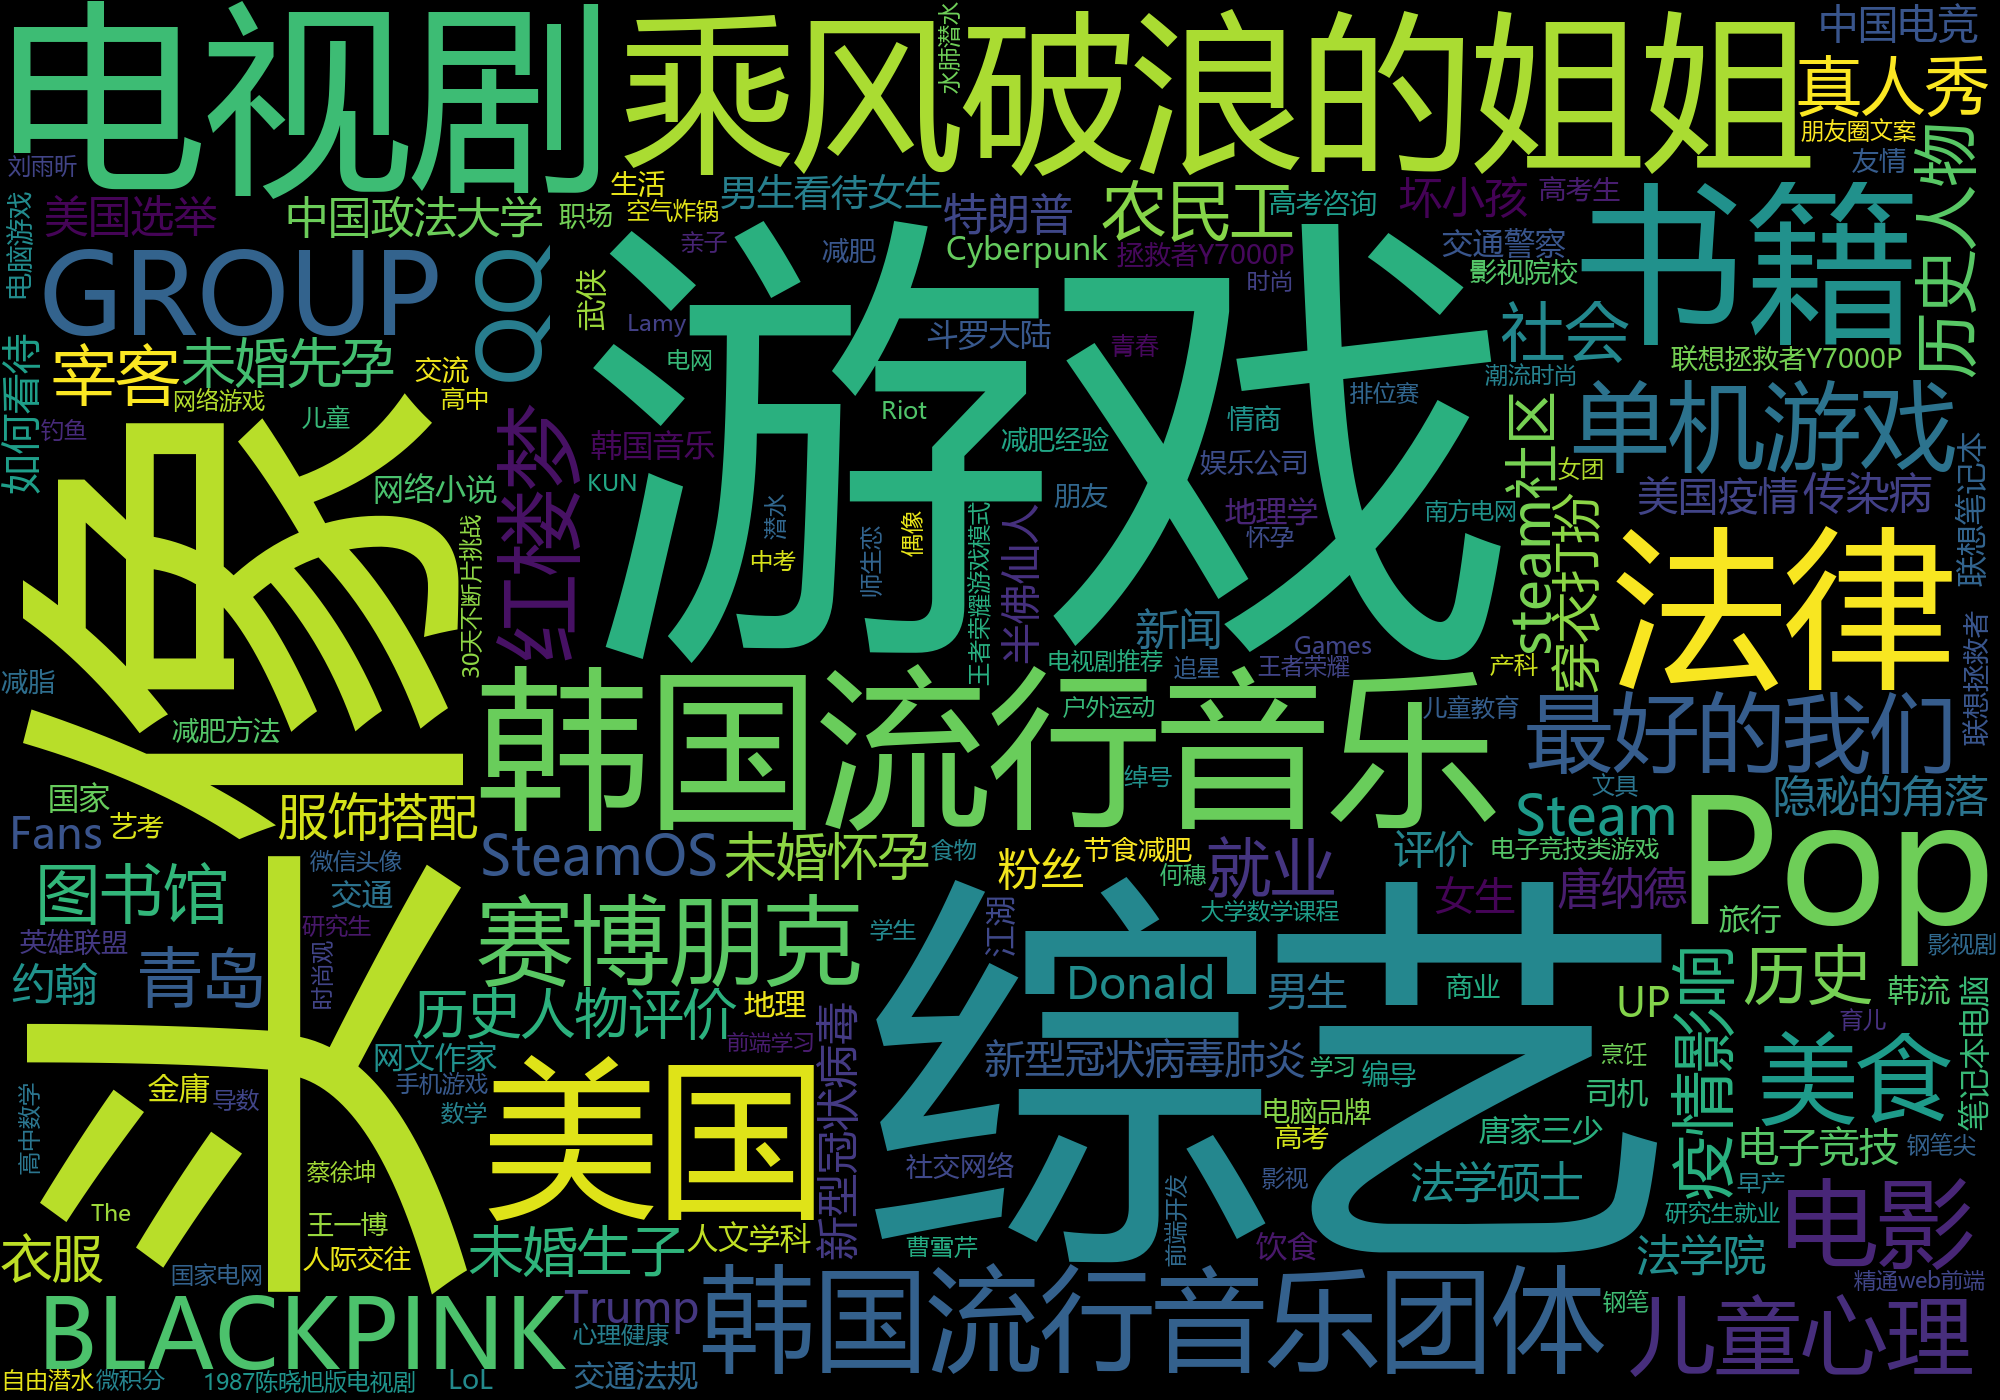 电视剧
乘风破浪的姐姐
水肺潜水
中国电竞
真人秀
朋友圈文案
友情
历史人物
刘雨昕
电脑游戏
美国选举
中国政法大学
职场
生活
空气炸锅
男生看待女生
特朗普
农民工
高考咨询
坏小孩
高考生
书籍
GROUP
QQ
武侠
亲子
减肥
Cyberpunk
拯救者Y7000P
时尚
交通警察
影视院校
游戏
Lamy
电网
斗罗大陆
青春
排位赛
社会
潮流时尚
联想拯救者Y7000P
如何看待
宰客
未婚先孕
交流
高中
网络游戏
儿童
钓鱼
头像
网络小说
30天不断片挑战
红楼梦
韩国音乐
KUN
Riot
减肥经验
情商
娱乐公司
朋友
地理学
怀孕
南方电网
steam社区
女团
穿衣打扮
单机游戏
美国疫情
传染病
联想笔记本
潜水
中考
师生恋
偶像
王者荣耀游戏模式
半佛仙人
新闻
电视剧推荐
追星
王者荣耀
Games
产科
法律
联想拯救者
减脂
减肥方法
韩国流行音乐
户外运动
儿童教育
绰号
最好的我们
文具
隐秘的角落
国家
艺考
Fans
服饰搭配
微信头像
SteamOS
未婚怀孕
食物
粉丝
节食减肥
何穗
就业
评价
Steam
电子竞技类游戏
Pop
图书馆
交通
研究生
英雄联盟
时尚观
约翰
青岛
赛博朋克
学生
江湖
大学数学课程
女生
唐纳德
旅行
影视剧
历史人物评价
地理
综艺
Donald
男生
商业
UP
疫情影响
历史
韩流
育儿
笔记本电脑
网文作家
前端学习
新型冠状病毒
新型冠状病毒肺炎
学习
编导
烹饪
司机
美食
高中数学
金庸
导数
手机游戏
数学
美国
电脑品牌
高考
唐家三少
电子竞技
钢笔尖
蔡徐坤
The
王一博
社交网络
前端开发
影视
法学硕士
早产
研究生就业
电影
衣服
国家电网
人际交往
未婚生子
人文学科
曹雪芹
饮食
法学院
精通web前端
BLACKPINK
Trump
心理健康
韩国流行音乐团体
钢笔
儿童心理
自由潜水
微积分
1987陈晓旭版电视剧
LoL
交通法规